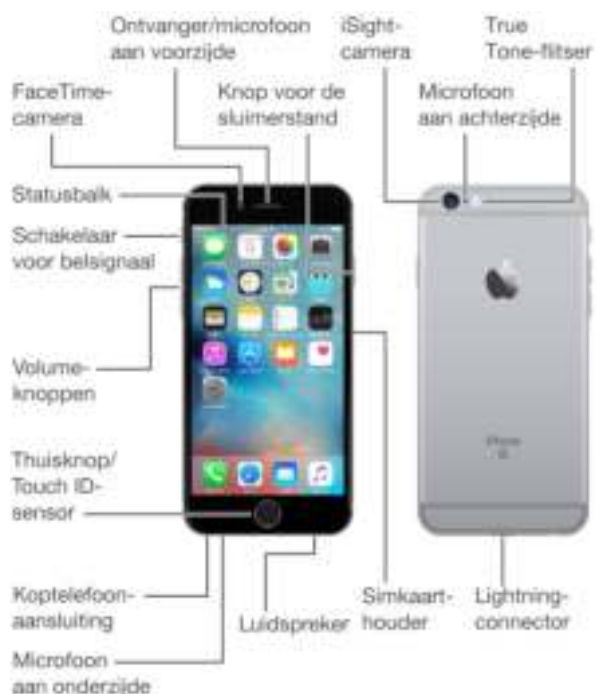 Ontvanger/microfoon
aan voorzijde
iSight-
camera
True
Tone-flitser
FaceTime-
camera
Knop voor de
sluimerstand
Microfoon
aan achterzijde
Statusbalk
Schakelaar
voor belsignaal
Volume-
knoppen
Thuisknop/
Touch ID-
sensor
Koptelefoon-
aansluiting
Luidspreker
Simkaart-
houder
Lightning-
connector
Microfoon
aan onderzijde
iPhone